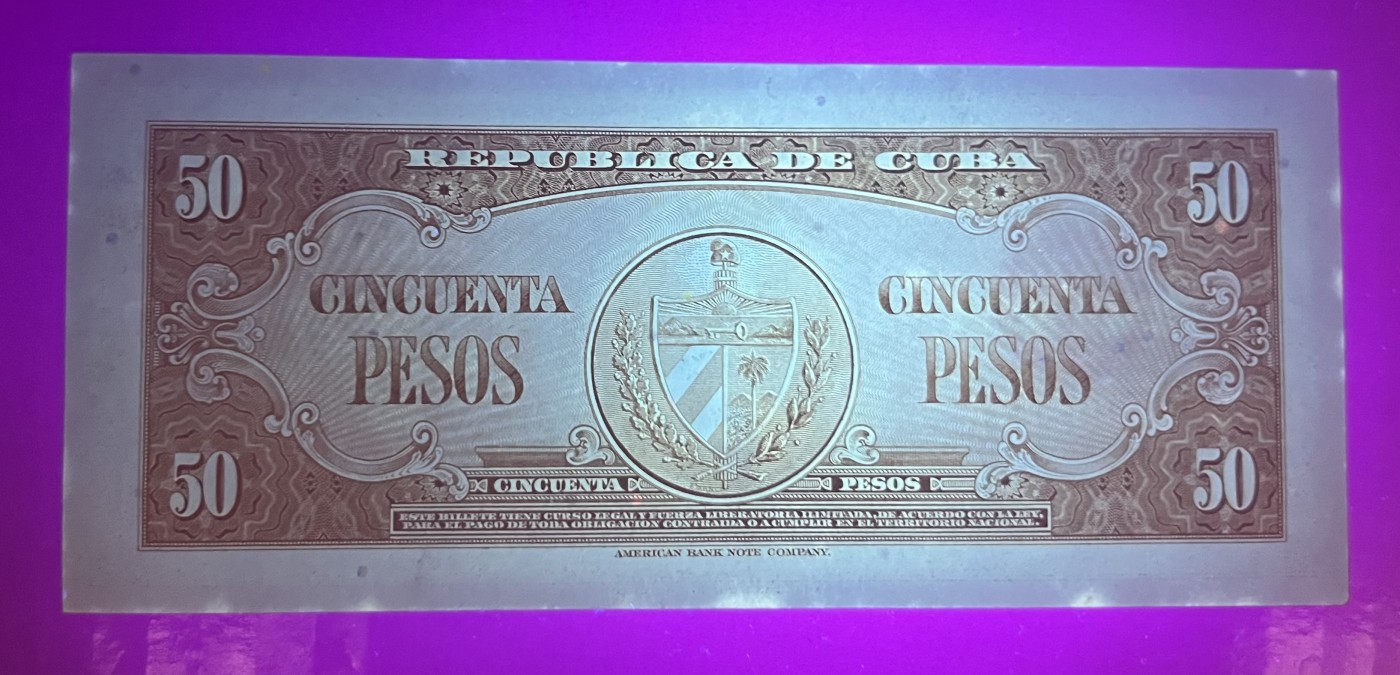 REPUBLICA DE CUBA
50 50
CINCUENTA CINCUENTA
PESOS PESOS
50 50
CINCUENTA PESOS
ESTE BILLETE TIENE CURSO LEGAL Y FUERZA LIBERATORIA ILIMITADA, DE ACUERDO CON LA LEY,
PARA EL PAGO DE TODA OBLIGACION CONTRAIDA O A CUMPLIR EN EL TERRITORIO NACIONAL.
AMERICAN BANK NOTE COMPANY.